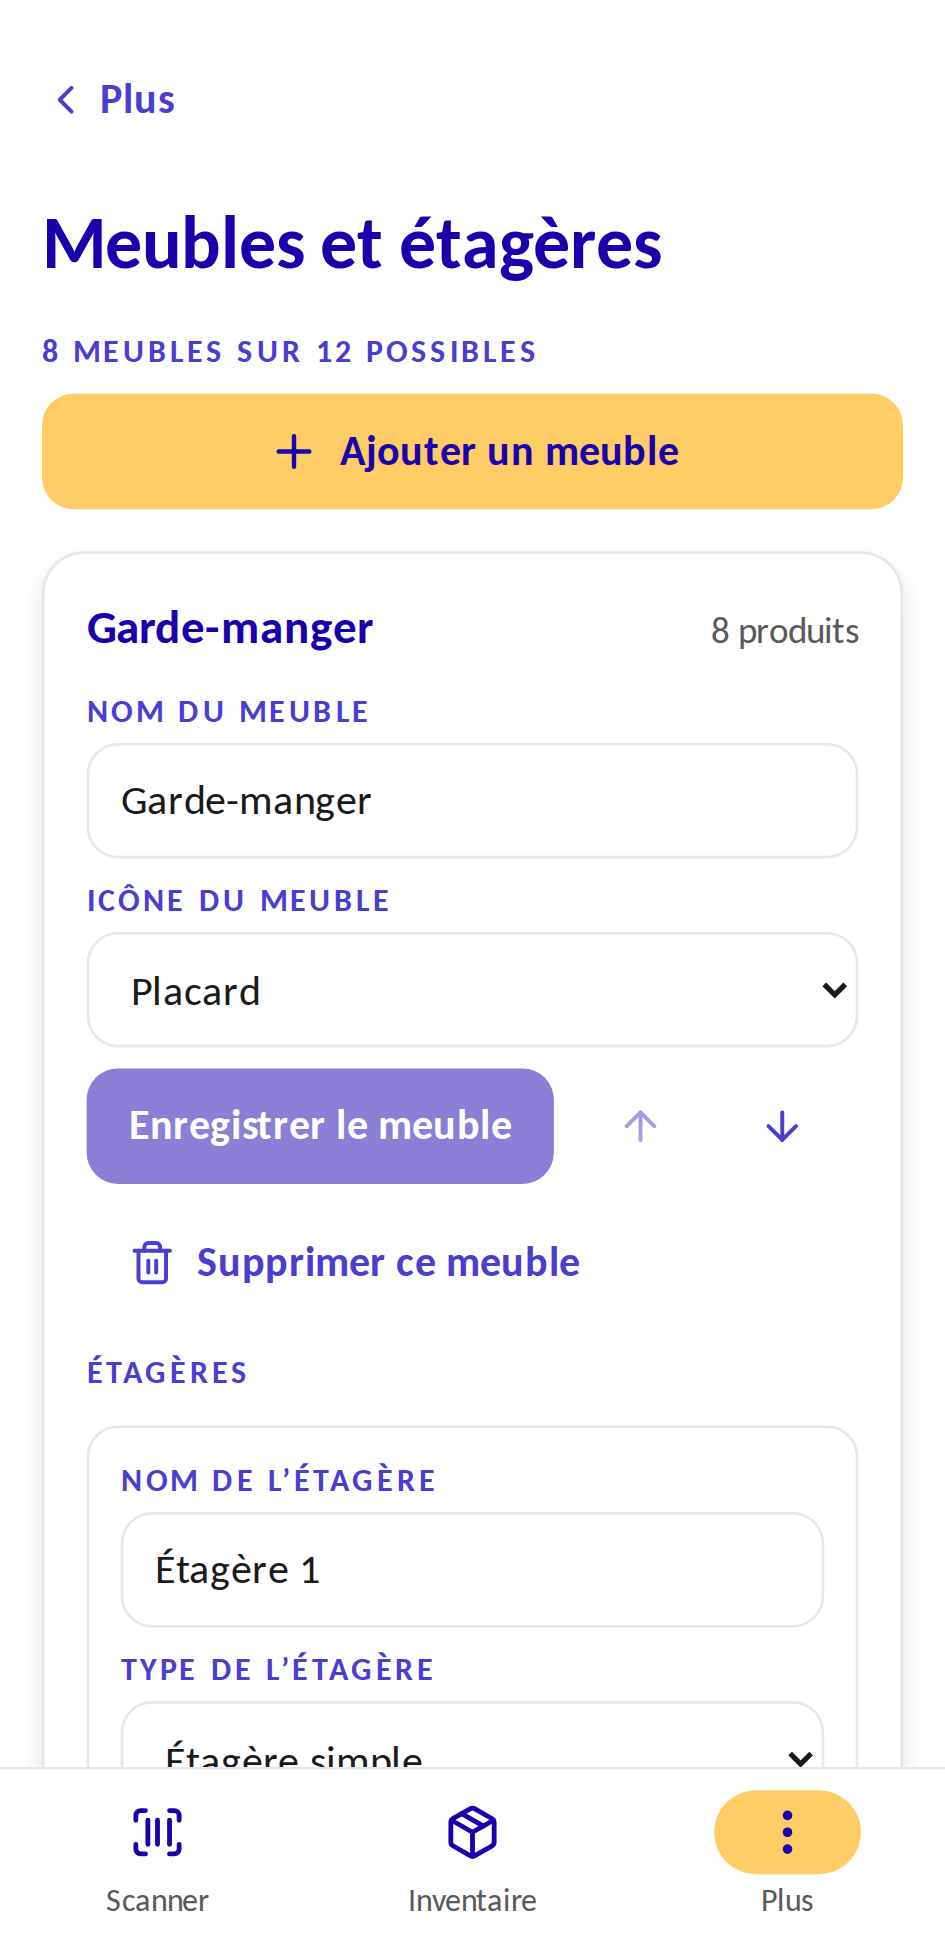 Plus
Meubles et étagères
8 MEUBLES SUR 12 POSSIBLES
Ajouter un meuble
Garde-manger 8 produits
NOM DU MEUBLE
Garde-manger
ICÔNE DU MEUBLE
Placard
Enregistrer le meuble
Supprimer ce meuble
ÉTAGÈRES
NOM DE L’ÉTAGÈRE
Étagère 1
TYPE DE L’ÉTAGÈRE
Étagère simple
Scanner Inventaire Plus